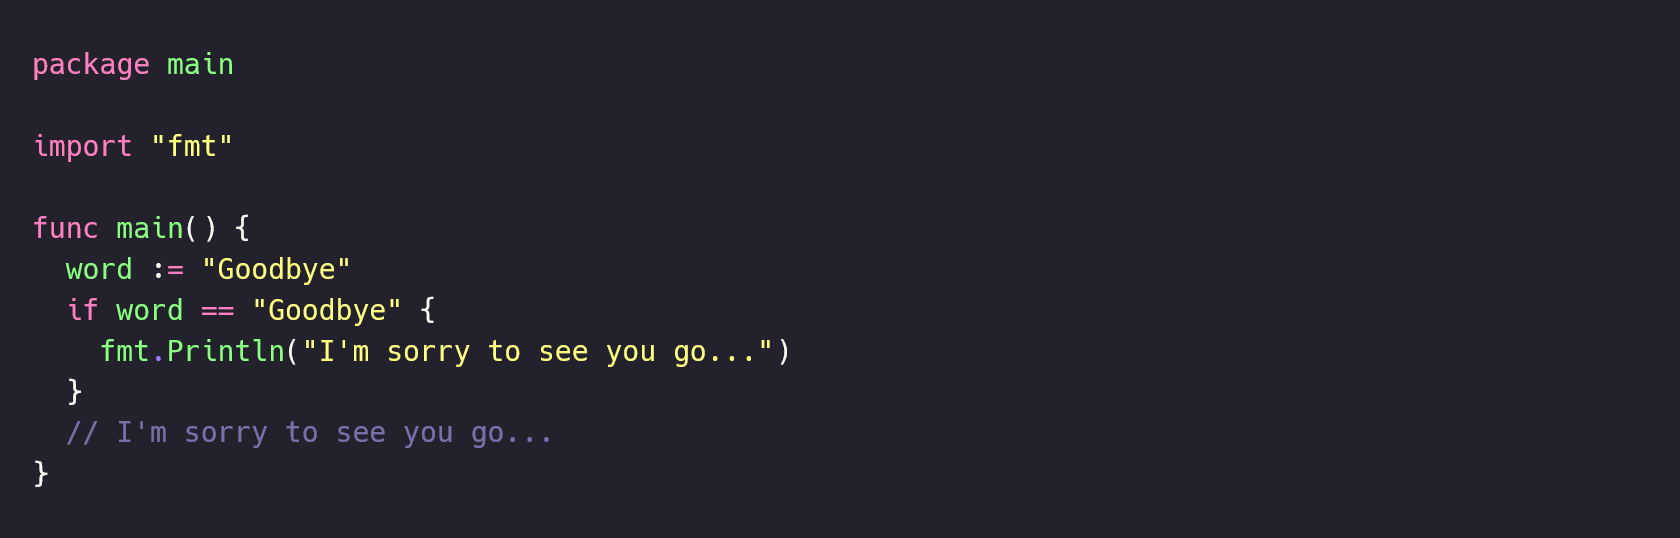 package main

import "fmt"

func main() {
  word := "Goodbye"
  if word == "Goodbye" {
    fmt.Println("I'm sorry to see you go...")
  }
  // I'm sorry to see you go...
}